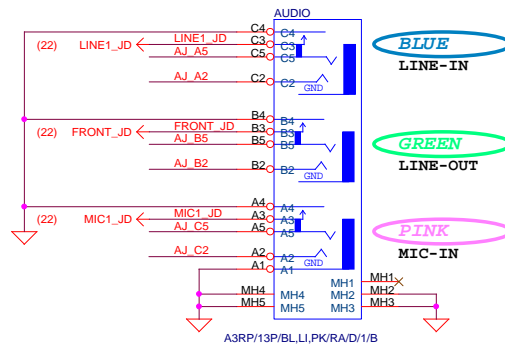 AUDIO
C4 C4
(22) LINE1_JD LINE1_JD C3 C3
AJ_A5 C5 C5
AJ_A2 C2 C2
GND
BLUE
LINE-IN
B4 B4
(22) FRONT_JD FRONT_JD B3 B3
AJ_B5 B5 B5
AJ_B2 B2 B2
GND
GREEN
LINE-OUT
A4 A4
(22) MIC1_JD MIC1_JD A3 A3
AJ_C5 A5 A5
AJ_C2 A2 A2
GND
A1 A1
PINK
MIC-IN
MH1 MH1
MH4 MH4 MH2 MH2
MH5 MH5 MH3 MH3
A3RP/13P/BL,LI,PK/RA/D/1/B